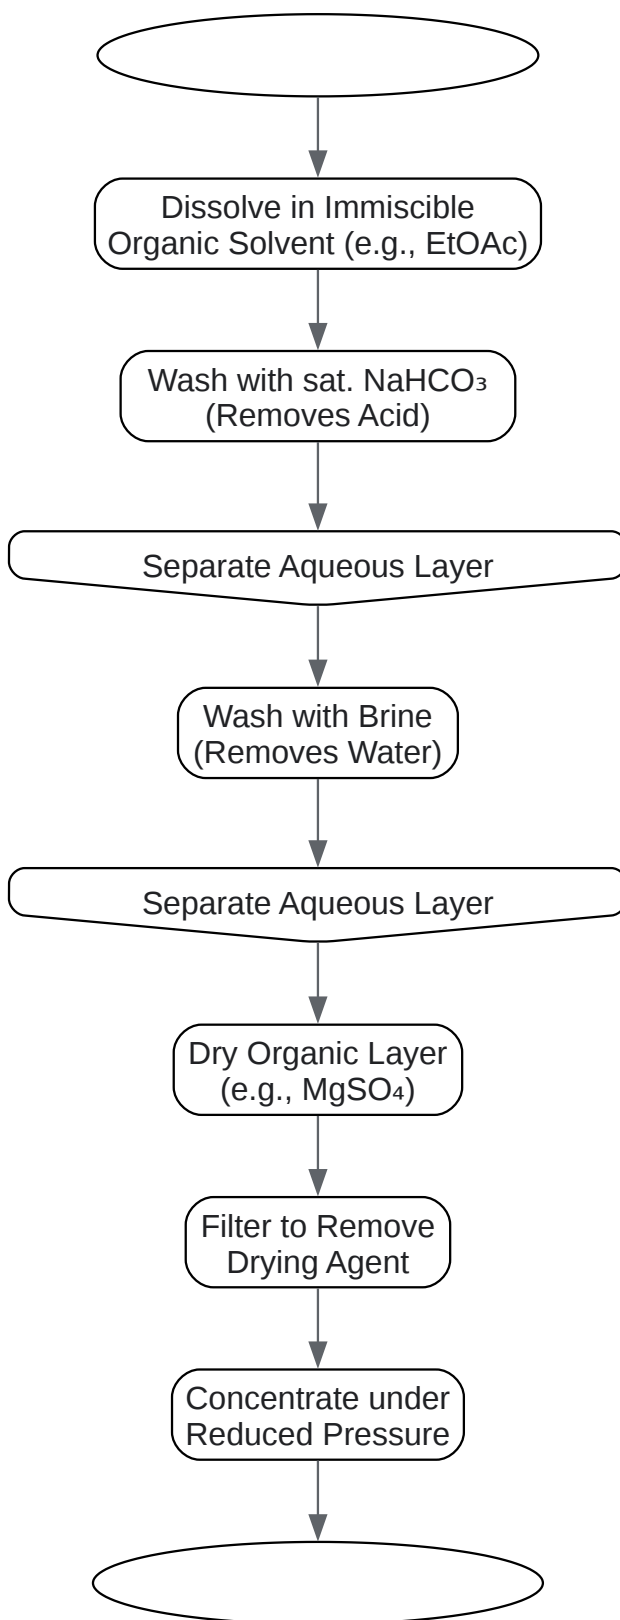 Dissolve in Immiscible
Organic Solvent (e.g., EtOAc)
Wash with sat. NaHCO₃
(Removes Acid)
Separate Aqueous Layer
Wash with Brine
(Removes Water)
Separate Aqueous Layer
Dry Organic Layer
(e.g., MgSO₄)
Filter to Remove
Drying Agent
Concentrate under
Reduced Pressure